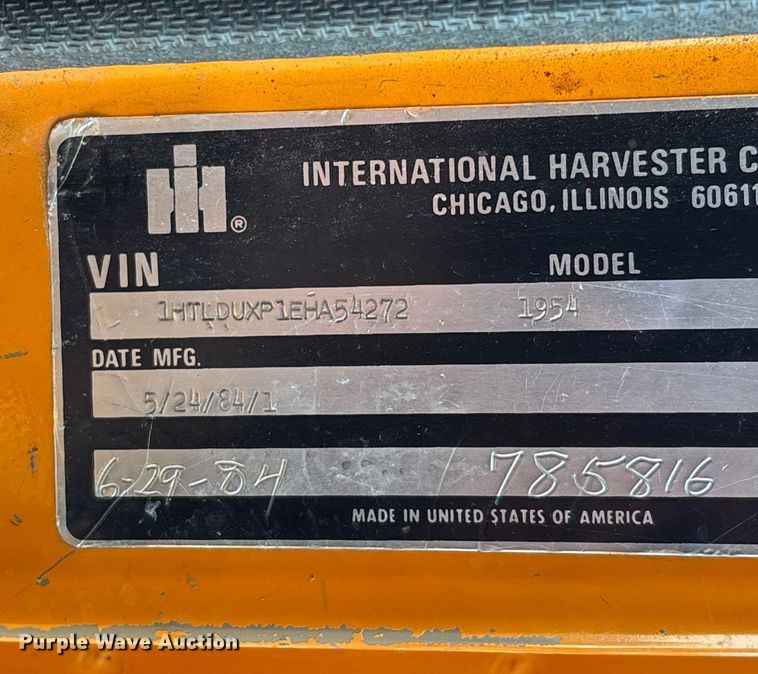 IH®
INTERNATIONAL HARVESTER C
CHICAGO, ILLINOIS 60611
VIN MODEL
1HTLDUXP1EHA54272 1954
DATE MFG.
5/24/84/1
6-29-84 785816
MADE IN UNITED STATES OF AMERICA
Purple Wave Auction